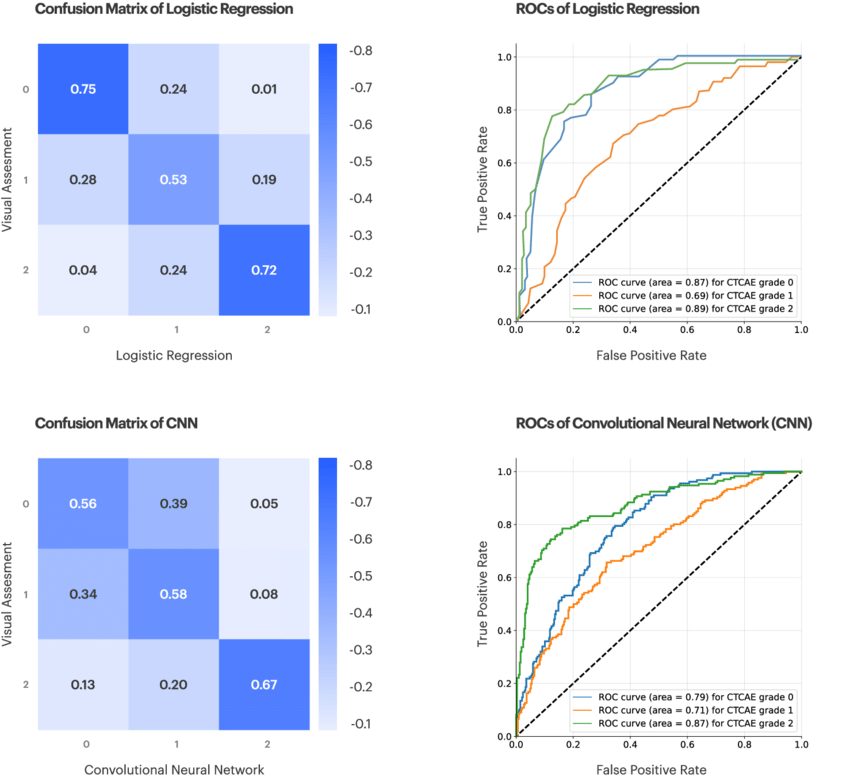 Confusion Matrix of Logistic Regression
ROCs of Logistic Regression
Visual Assesment
0
1
2
0.75 0.24 0.01
0.28 0.53 0.19
0.04 0.24 0.72
0 1 2
Logistic Regression
-0.8
-0.7
-0.6
-0.5
-0.4
-0.3
-0.2
-0.1
True Positive Rate
1.0
0.8
0.6
0.4
0.2
0.0
ROC curve (area = 0.87) for CTCAE grade 0
ROC curve (area = 0.69) for CTCAE grade 1
ROC curve (area = 0.89) for CTCAE grade 2
0.0 0.2 0.4 0.6 0.8 1.0
False Positive Rate
Confusion Matrix of CNN
ROCs of Convolutional Neural Network (CNN)
Visual Assesment
0
1
2
0.56 0.39 0.05
0.34 0.58 0.08
0.13 0.20 0.67
0 1 2
Convolutional Neural Network
-0.8
-0.7
-0.6
-0.5
-0.4
-0.3
-0.2
-0.1
True Positive Rate
1.0
0.8
0.6
0.4
0.2
0.0
ROC curve (area = 0.79) for CTCAE grade 0
ROC curve (area = 0.71) for CTCAE grade 1
ROC curve (area = 0.87) for CTCAE grade 2
0.0 0.2 0.4 0.6 0.8 1.0
False Positive Rate